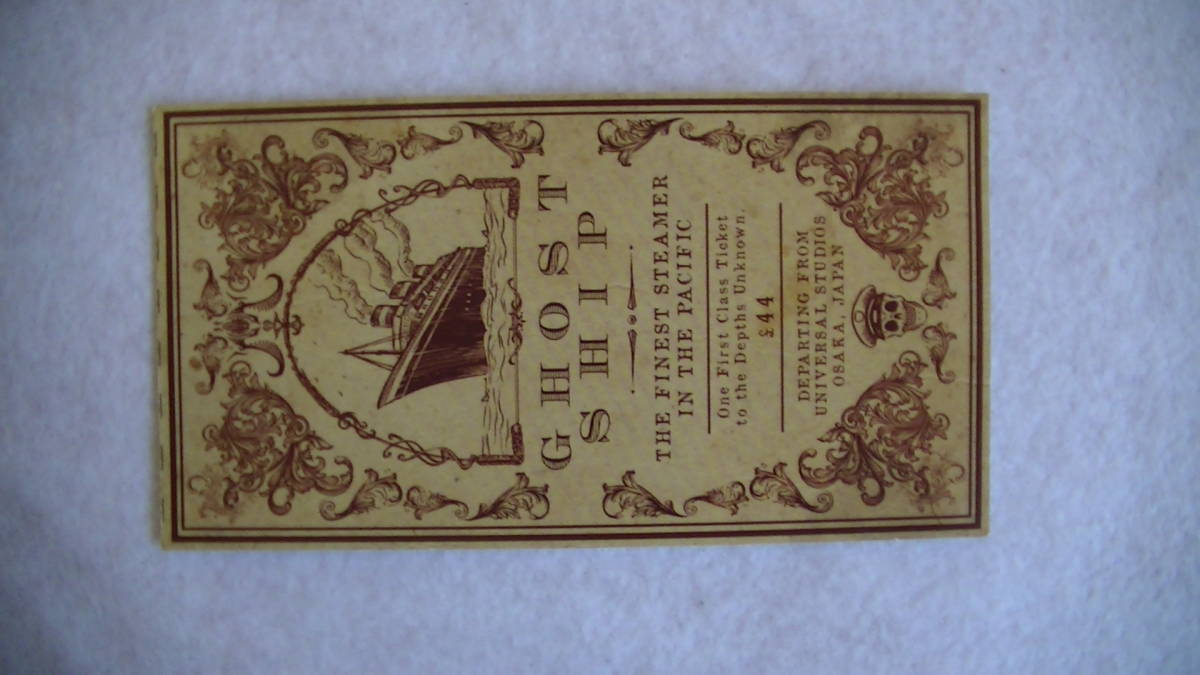 GHOST
SHIP
THE FINEST STEAMER
IN THE PACIFIC
One First Class Ticket
to the Depths Unknown.
£44
DEPARTING FROM
UNIVERSAL STUDIOS
OSAKA, JAPAN